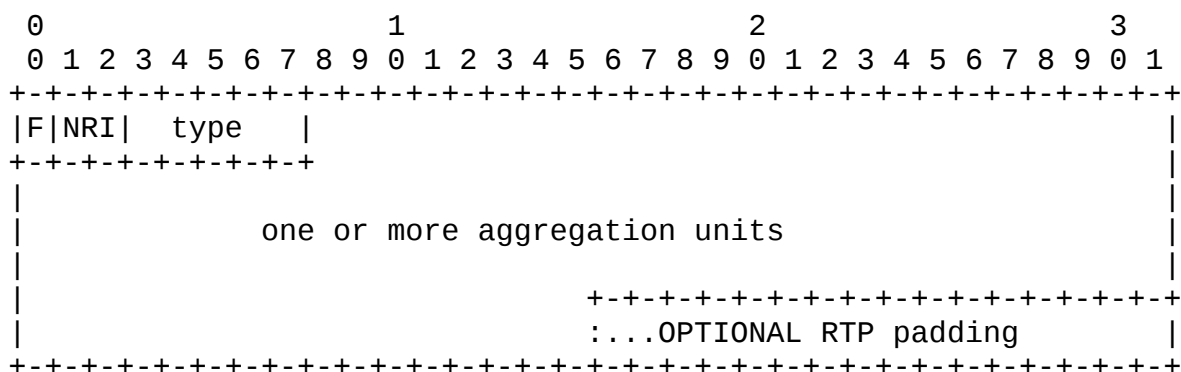 0                   1                   2                   3
 0 1 2 3 4 5 6 7 8 9 0 1 2 3 4 5 6 7 8 9 0 1 2 3 4 5 6 7 8 9 0 1
+-+-+-+-+-+-+-+-+-+-+-+-+-+-+-+-+-+-+-+-+-+-+-+-+-+-+-+-+-+-+-+-+
|F|NRI|  type   |                                               |
+-+-+-+-+-+-+-+-+                                               |
|                                                               |
|             one or more aggregation units                     |
|                                                               |
|                               +-+-+-+-+-+-+-+-+-+-+-+-+-+-+-+-+
|                               :...OPTIONAL RTP padding        |
+-+-+-+-+-+-+-+-+-+-+-+-+-+-+-+-+-+-+-+-+-+-+-+-+-+-+-+-+-+-+-+-+